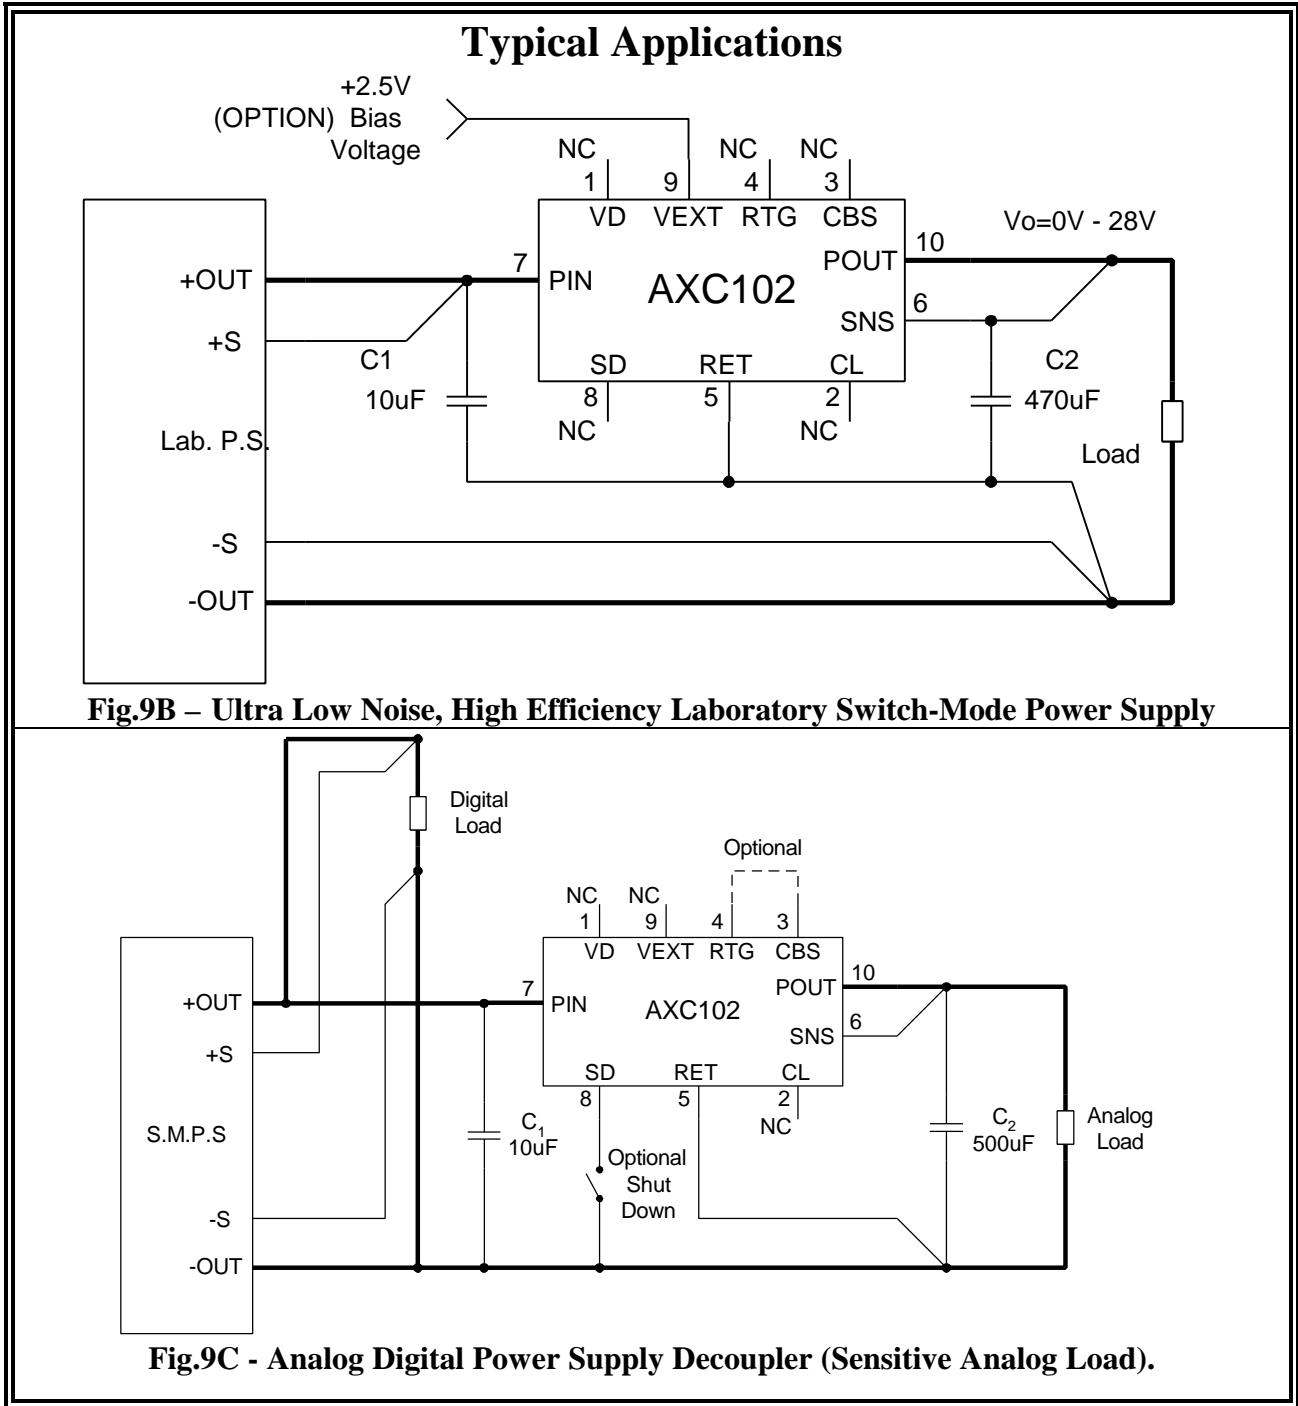 Typical Applications
+2.5V
(OPTION) Bias
Voltage
NC
NC
NC
1
9
4
3
VD
VEXT
RTG
CBS
Vo=0V - 28V
10
POUT
7
+OUT
PIN
AXC102
6
SNS
+S
C1
SD
RET
CL
C2
10uF
8
5
2
470uF
NC
NC
Lab. P.S.
Load
-S
-OUT
Fig.9B – Ultra Low Noise, High Efficiency Laboratory Switch-Mode Power Supply
Digital
Load
Optional
NC
NC
1
9
4
3
VD
VEXT
RTG
CBS
10
POUT
7
+OUT
PIN
AXC102
6
SNS
+S
SD
RET
CL
8
5
2
NC
S.M.P.S
C1
10uF
C2
500uF
Analog
Load
Optional
Shut
Down
-S
-OUT
Fig.9C - Analog Digital Power Supply Decoupler (Sensitive Analog Load).